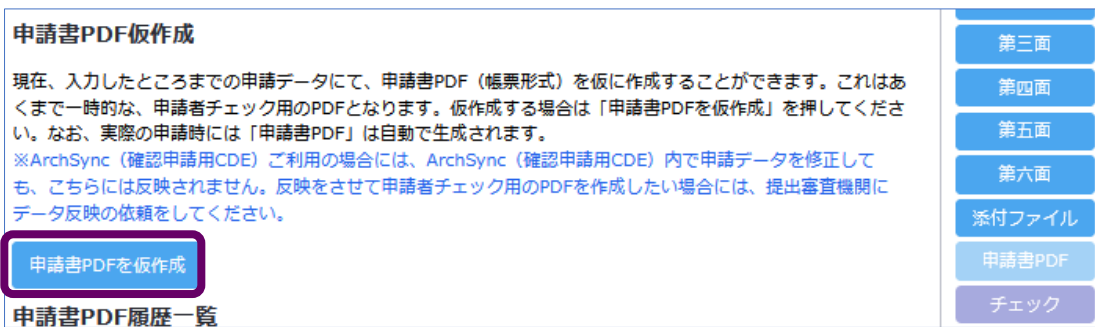 申請書PDF仮作成
現在、入力したところまでの申請データにて、申請書PDF（帳票形式）を仮に作成することができます。これはあ
くまで一時的な、申請者チェック用のPDFとなります。仮作成する場合は「申請書PDFを仮作成」を押してくださ
い。なお、実際の申請時には「申請書PDF」は自動で生成されます。
※ArchSync（確認申請用CDE）ご利用の場合には、ArchSync（確認申請用CDE）内で申請データを修正して
も、こちらには反映されません。反映をさせて申請者チェック用のPDFを作成したい場合には、提出審査機関に
データ反映の依頼をしてください。
申請書PDFを仮作成
申請書PDF履歴一覧
第三面
第四面
第五面
第六面
添付ファイル
申請書PDF
チェック